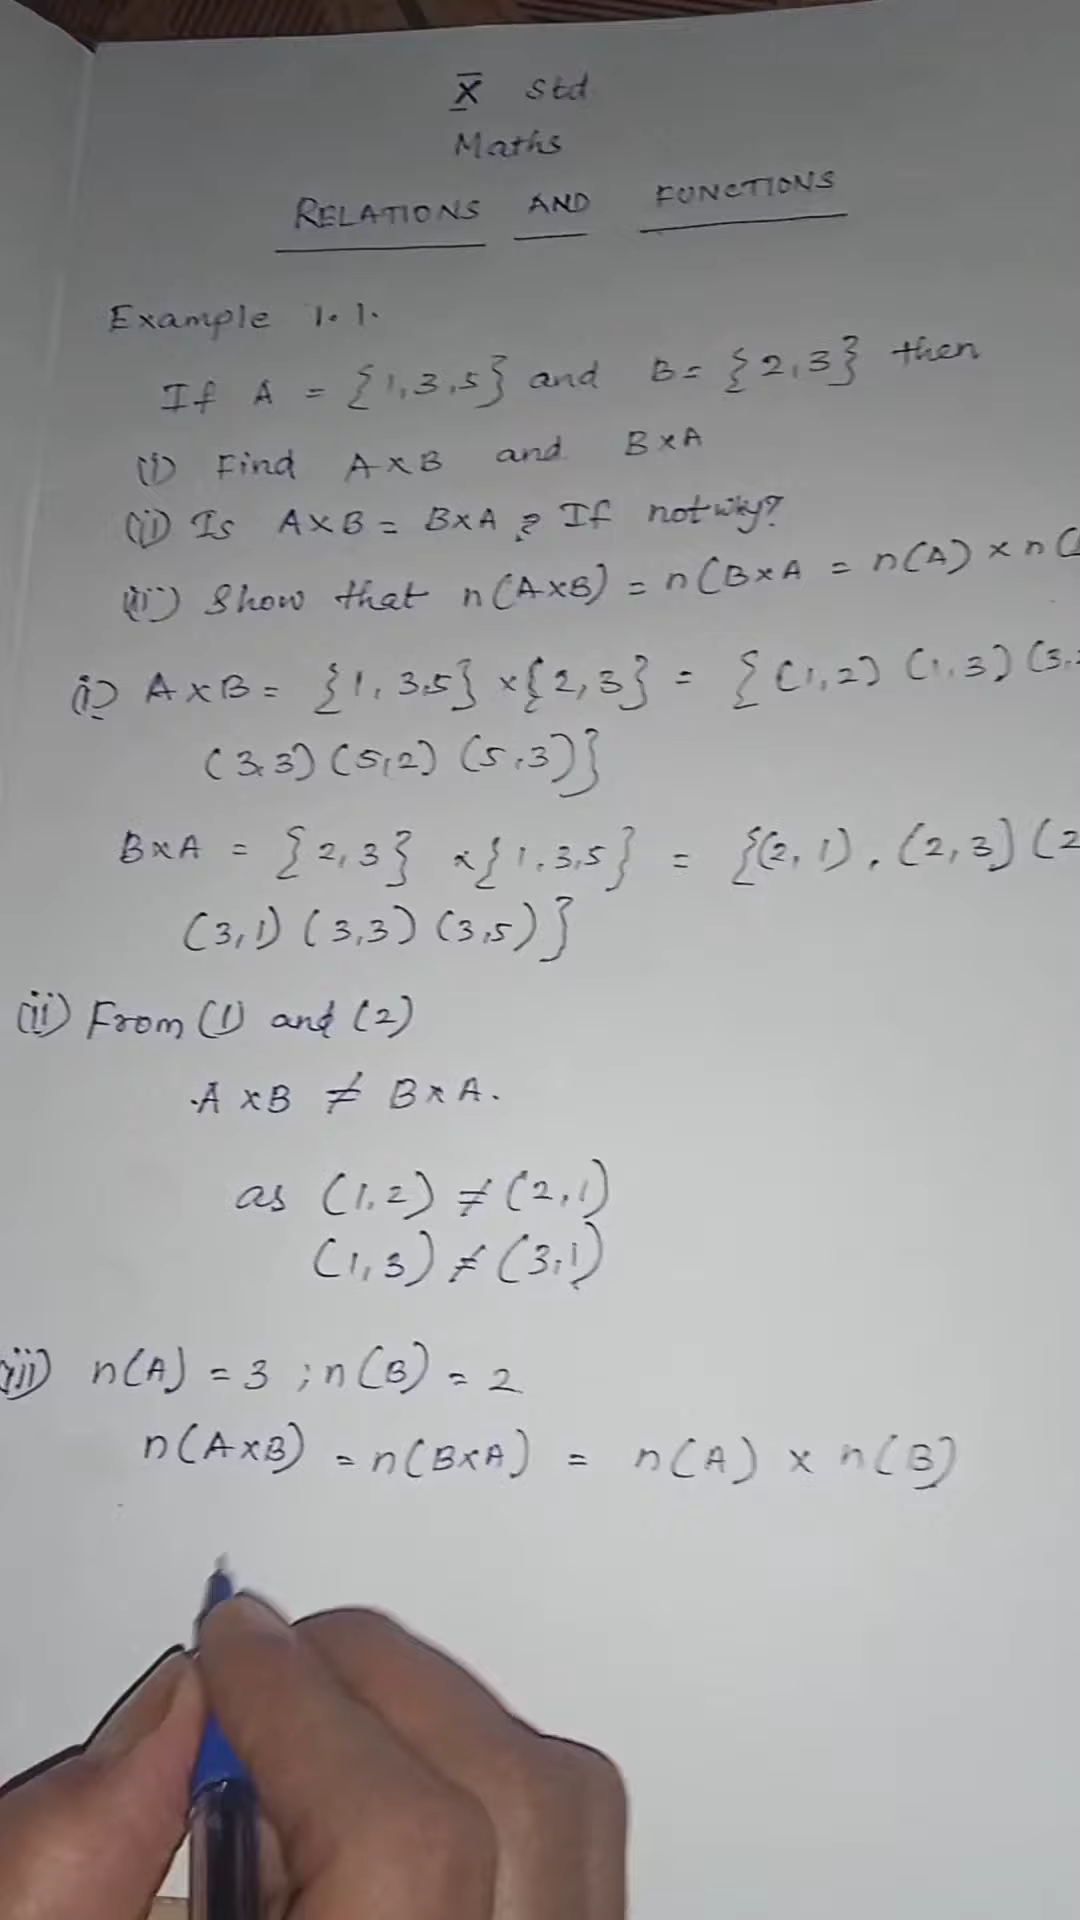 X Std
Maths
RELATIONS AND FUNCTIONS
Example 1.1.
If A = {1,3,5} and B = {2,3} then
(i) Find A×B and B×A
(ii) Is A×B = B×A ? If not why?
(iii) Show that n(A×B) = n(B×A = n(A) × n(
(i) A×B = {1,3,5} × {2,3} = {(1,2) (1,3) (3,
(3,3) (5,2) (5,3)}
B×A = {2,3} × {1,3,5} = {(2,1), (2,3) (2
(3,1) (3,3) (3,5)}
(ii) From (1) and (2)
A×B ≠ B×A.
as (1,2) ≠ (2,1)
(1,3) ≠ (3,1)
(iii) n(A) = 3 ; n(B) = 2
n(A×B) = n(B×A) = n(A) × n(B)